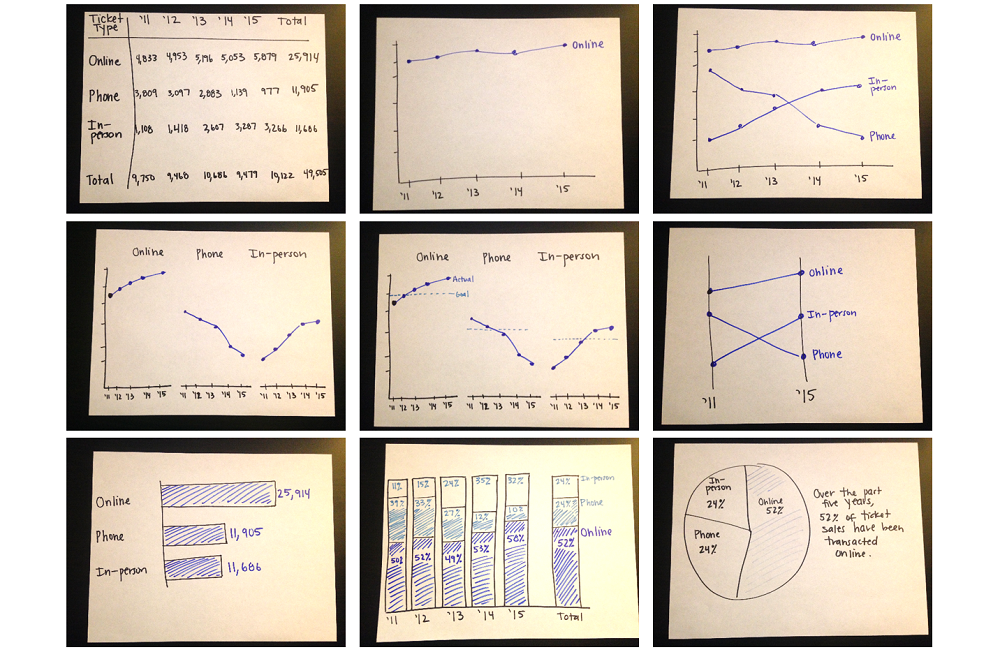 Ticket Type '11 '12 '13 '14 '15 Total
Online 4,833 4,953 5,196 5,053 5,879 25,914
Phone 3,809 3,097 2,883 1,139 977 11,905
In-person 1,108 1,418 2,607 3,287 3,266 11,686
Total 9,750 9,468 10,686 9,479 10,122 49,505
Online
'11 '12 '13 '14 '15
Online
In-person
Phone
'11 '12 '13 '14 '15
Online Phone In-person
'11 '12 '13 '14 '15 '11 '12 '13 '14 '15 '11 '12 '13 '14 '15
Online Phone In-person
Actual
Goal
'11 '12 '13 '14 '15 '11 '12 '13 '14 '15 '11 '12 '13 '14 '15
Online
In-person
Phone
'11 '15
Online 25,914
Phone 11,905
In-person 11,686
11% 15% 24% 35% 32% 24% In-person
39% 33% 27% 12% 10% 24% Phone
50% 52% 49% 53% 58% 52% Online
'11 '12 '13 '14 '15 Total
In-
person
24%
Online
52%
Phone
24%
Over the part
five years,
52% of ticket
sales have been
transacted
online.